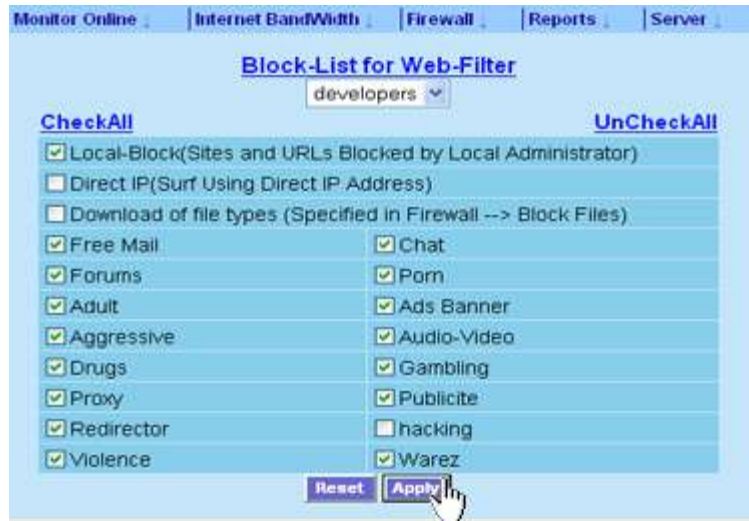 Monitor Online ↓ |Internet BandWidth ↓ |Firewall ↓ |Reports ↓ |Server ↓
Block-List for Web-Filter
developers
CheckAll UnCheckAll
Local-Block(Sites and URLs Blocked by Local Administrator)
Direct IP(Surf Using Direct IP Address)
Download of file types (Specified in Firewall --> Block Files)
Free Mail Chat
Forums Porn
Adult Ads Banner
Aggressive Audio-Video
Drugs Gambling
Proxy Publicite
Redirector hacking
Violence Warez
Reset Apply